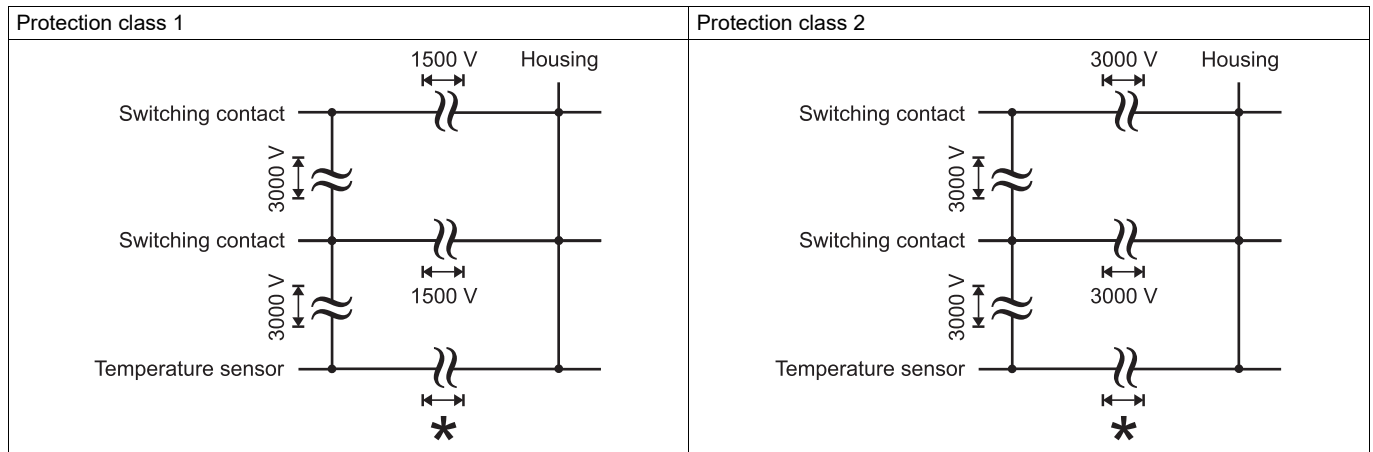 Protection class 1
1500 V
Housing
Switching contact
3000 V
Switching contact
1500 V
3000 V
Temperature sensor
*
Protection class 2
3000 V
Housing
Switching contact
3000 V
Switching contact
3000 V
3000 V
Temperature sensor
*